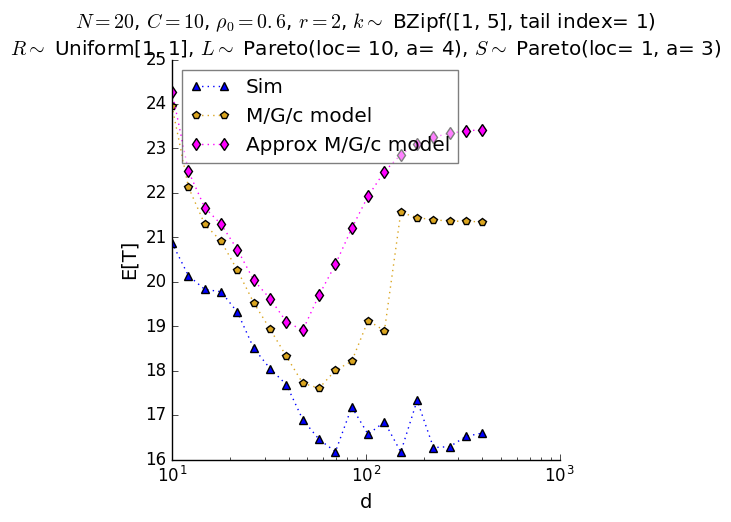 N = 20, C = 10, ρ₀ = 0.6, r = 2, k ∼ BZipf([1, 5], tail index= 1)
R ∼ Uniform[1, 1], L ∼ Pareto(loc= 10, a= 4), S ∼ Pareto(loc= 1, a= 3)
25
24
23
22
21
20
19
18
17
16
E[T]
Sim
M/G/c model
Approx M/G/c model
10¹
10²
10³
d